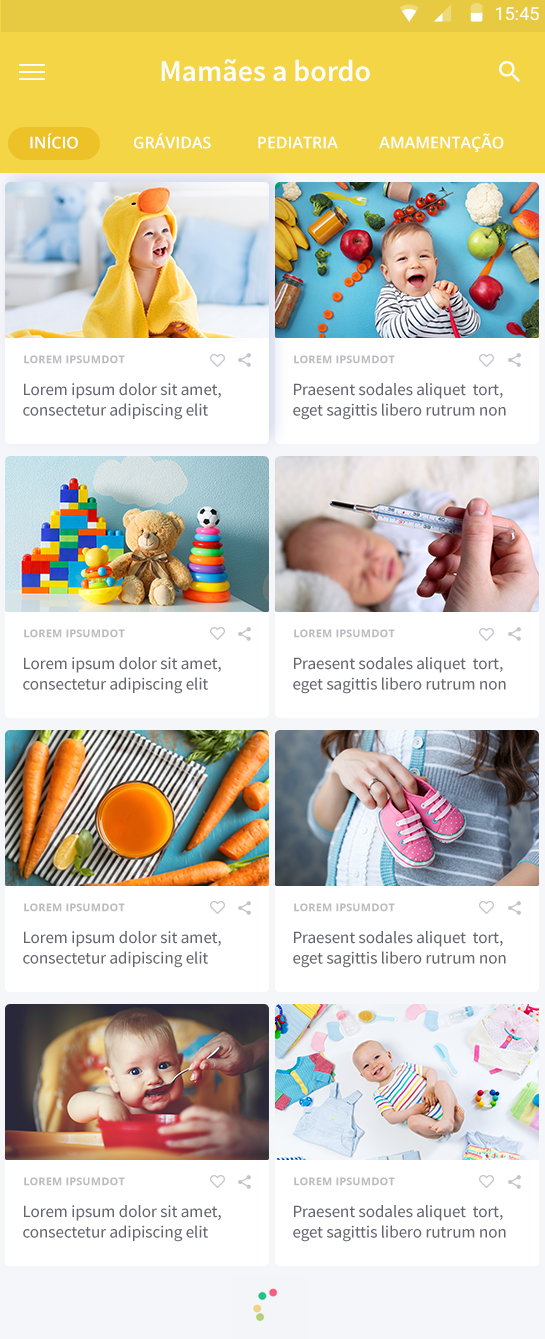 15:45
Mamães a bordo
INÍCIO GRÁVIDAS PEDIATRIA AMAMENTAÇÃO
LOREM IPSUMDOT
Lorem ipsum dolor sit amet,
consectetur adipiscing elit
LOREM IPSUMDOT
Praesent sodales aliquet tort,
eget sagittis libero rutrum non
LOREM IPSUMDOT
Lorem ipsum dolor sit amet,
consectetur adipiscing elit
LOREM IPSUMDOT
Praesent sodales aliquet tort,
eget sagittis libero rutrum non
LOREM IPSUMDOT
Lorem ipsum dolor sit amet,
consectetur adipiscing elit
LOREM IPSUMDOT
Praesent sodales aliquet tort,
eget sagittis libero rutrum non
LOREM IPSUMDOT
Lorem ipsum dolor sit amet,
consectetur adipiscing elit
LOREM IPSUMDOT
Praesent sodales aliquet tort,
eget sagittis libero rutrum non